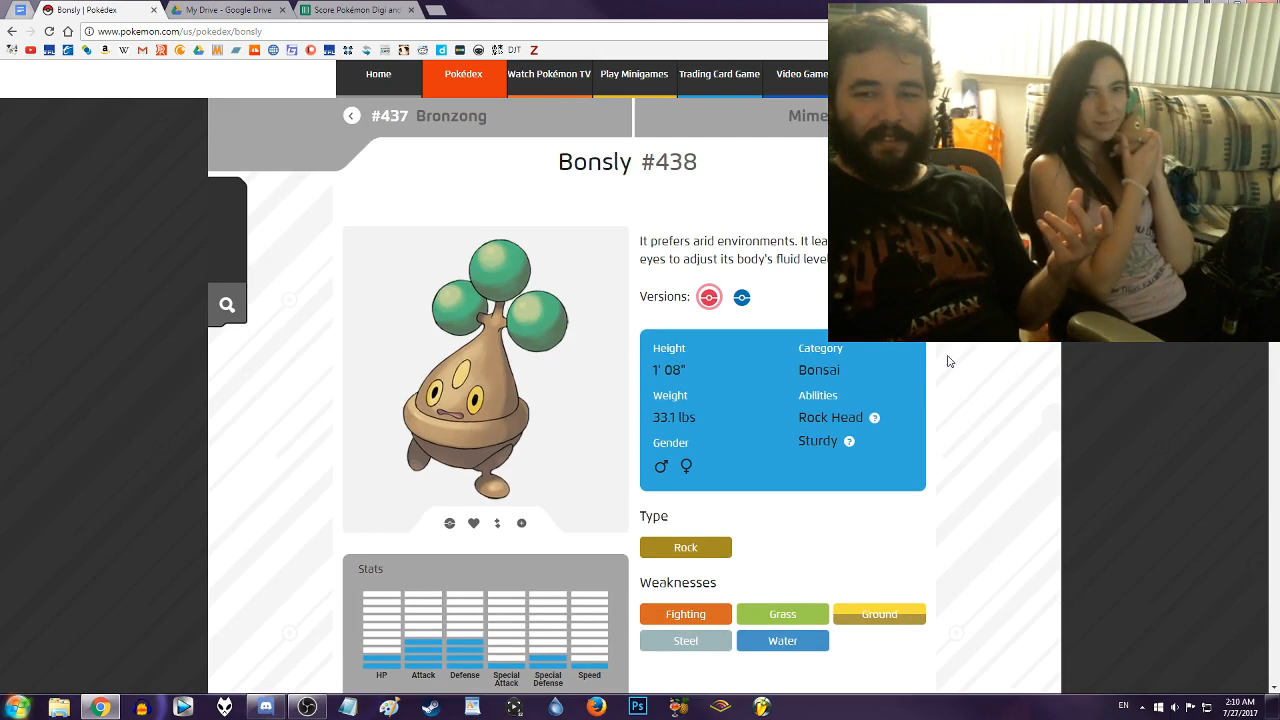 Bonsly | Pokédex
My Drive - Google Drive
Score Pokémon Digi and
www.pokemon.com/us/pokedex/bonsly
DJT
Home
Pokédex
Watch Pokémon TV
Play Minigames
Trading Card Game
Video Game
#437 Bronzong
Mime
Bonsly #438
It prefers arid environments. It lea
eyes to adjust its body's fluid level
Versions:
Height
1' 08"
Weight
33.1 lbs
Gender
Category
Bonsai
Abilities
Rock Head
Sturdy
Type
Rock
Weaknesses
Fighting
Grass
Ground
Steel
Water
Stats
HP
Attack
Defense
Special Attack
Special Defense
Speed
EN
2:10 AM
7/27/2017